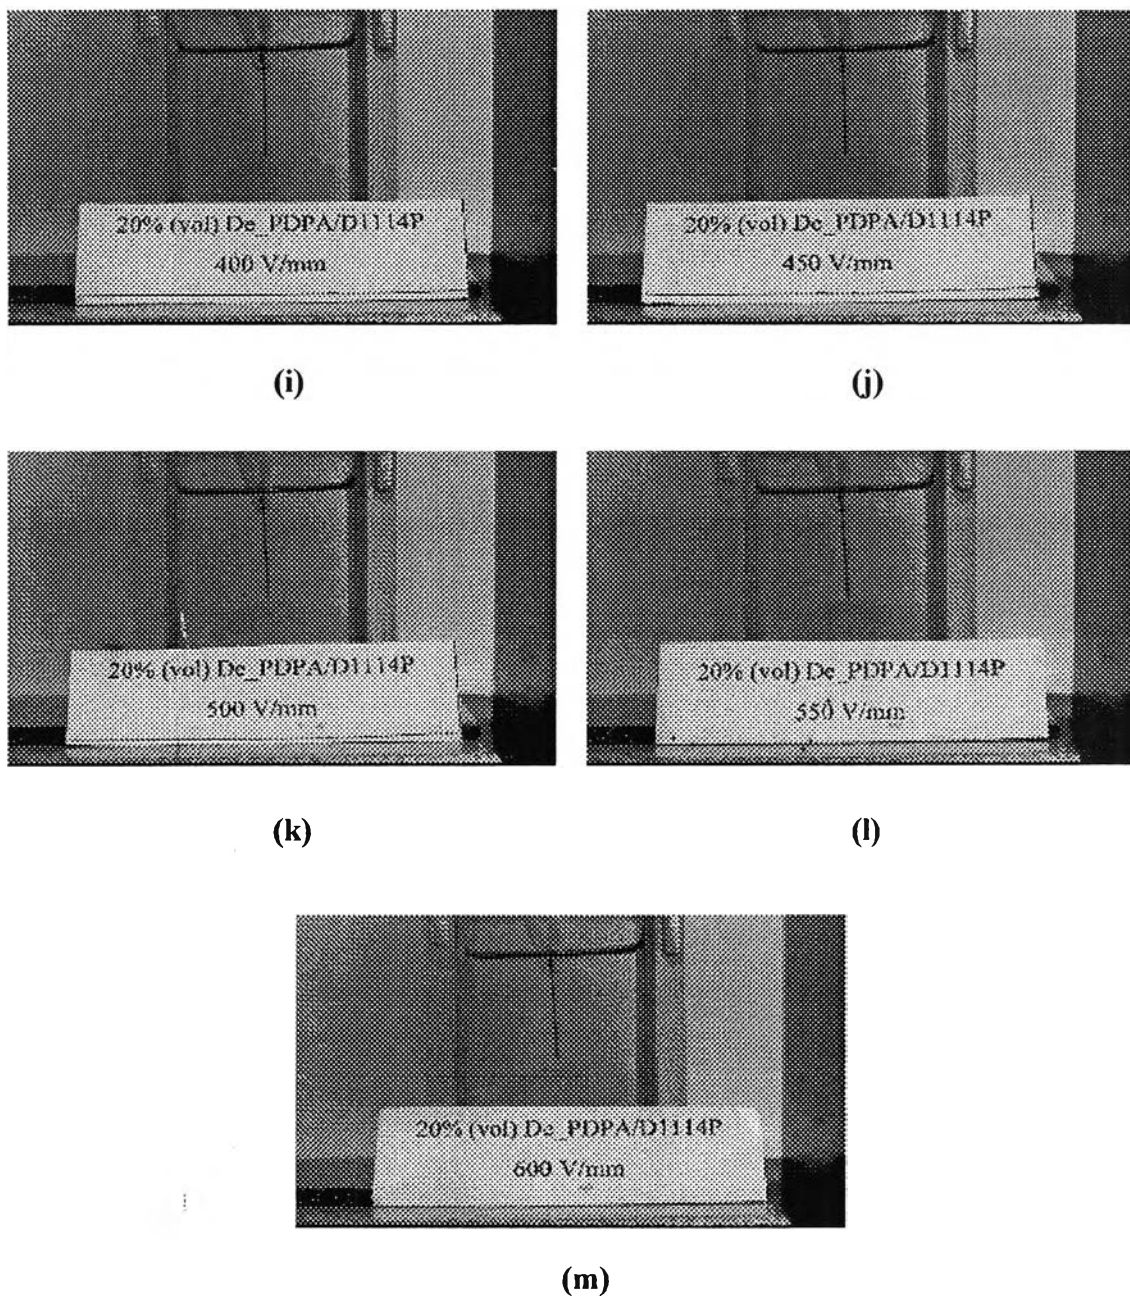 20% (vol) De_PDPA/D1114P
400 V/mm
(i)
20% (vol) De_PDPA/D1114P
450 V/mm
(j)
20% (vol) De_PDPA/D1114P
500 V/mm
(k)
20% (vol) De_PDPA/D1114P
550 V/mm
(l)
20% (vol) De_PDPA/D1114P
600 V/mm
(m)